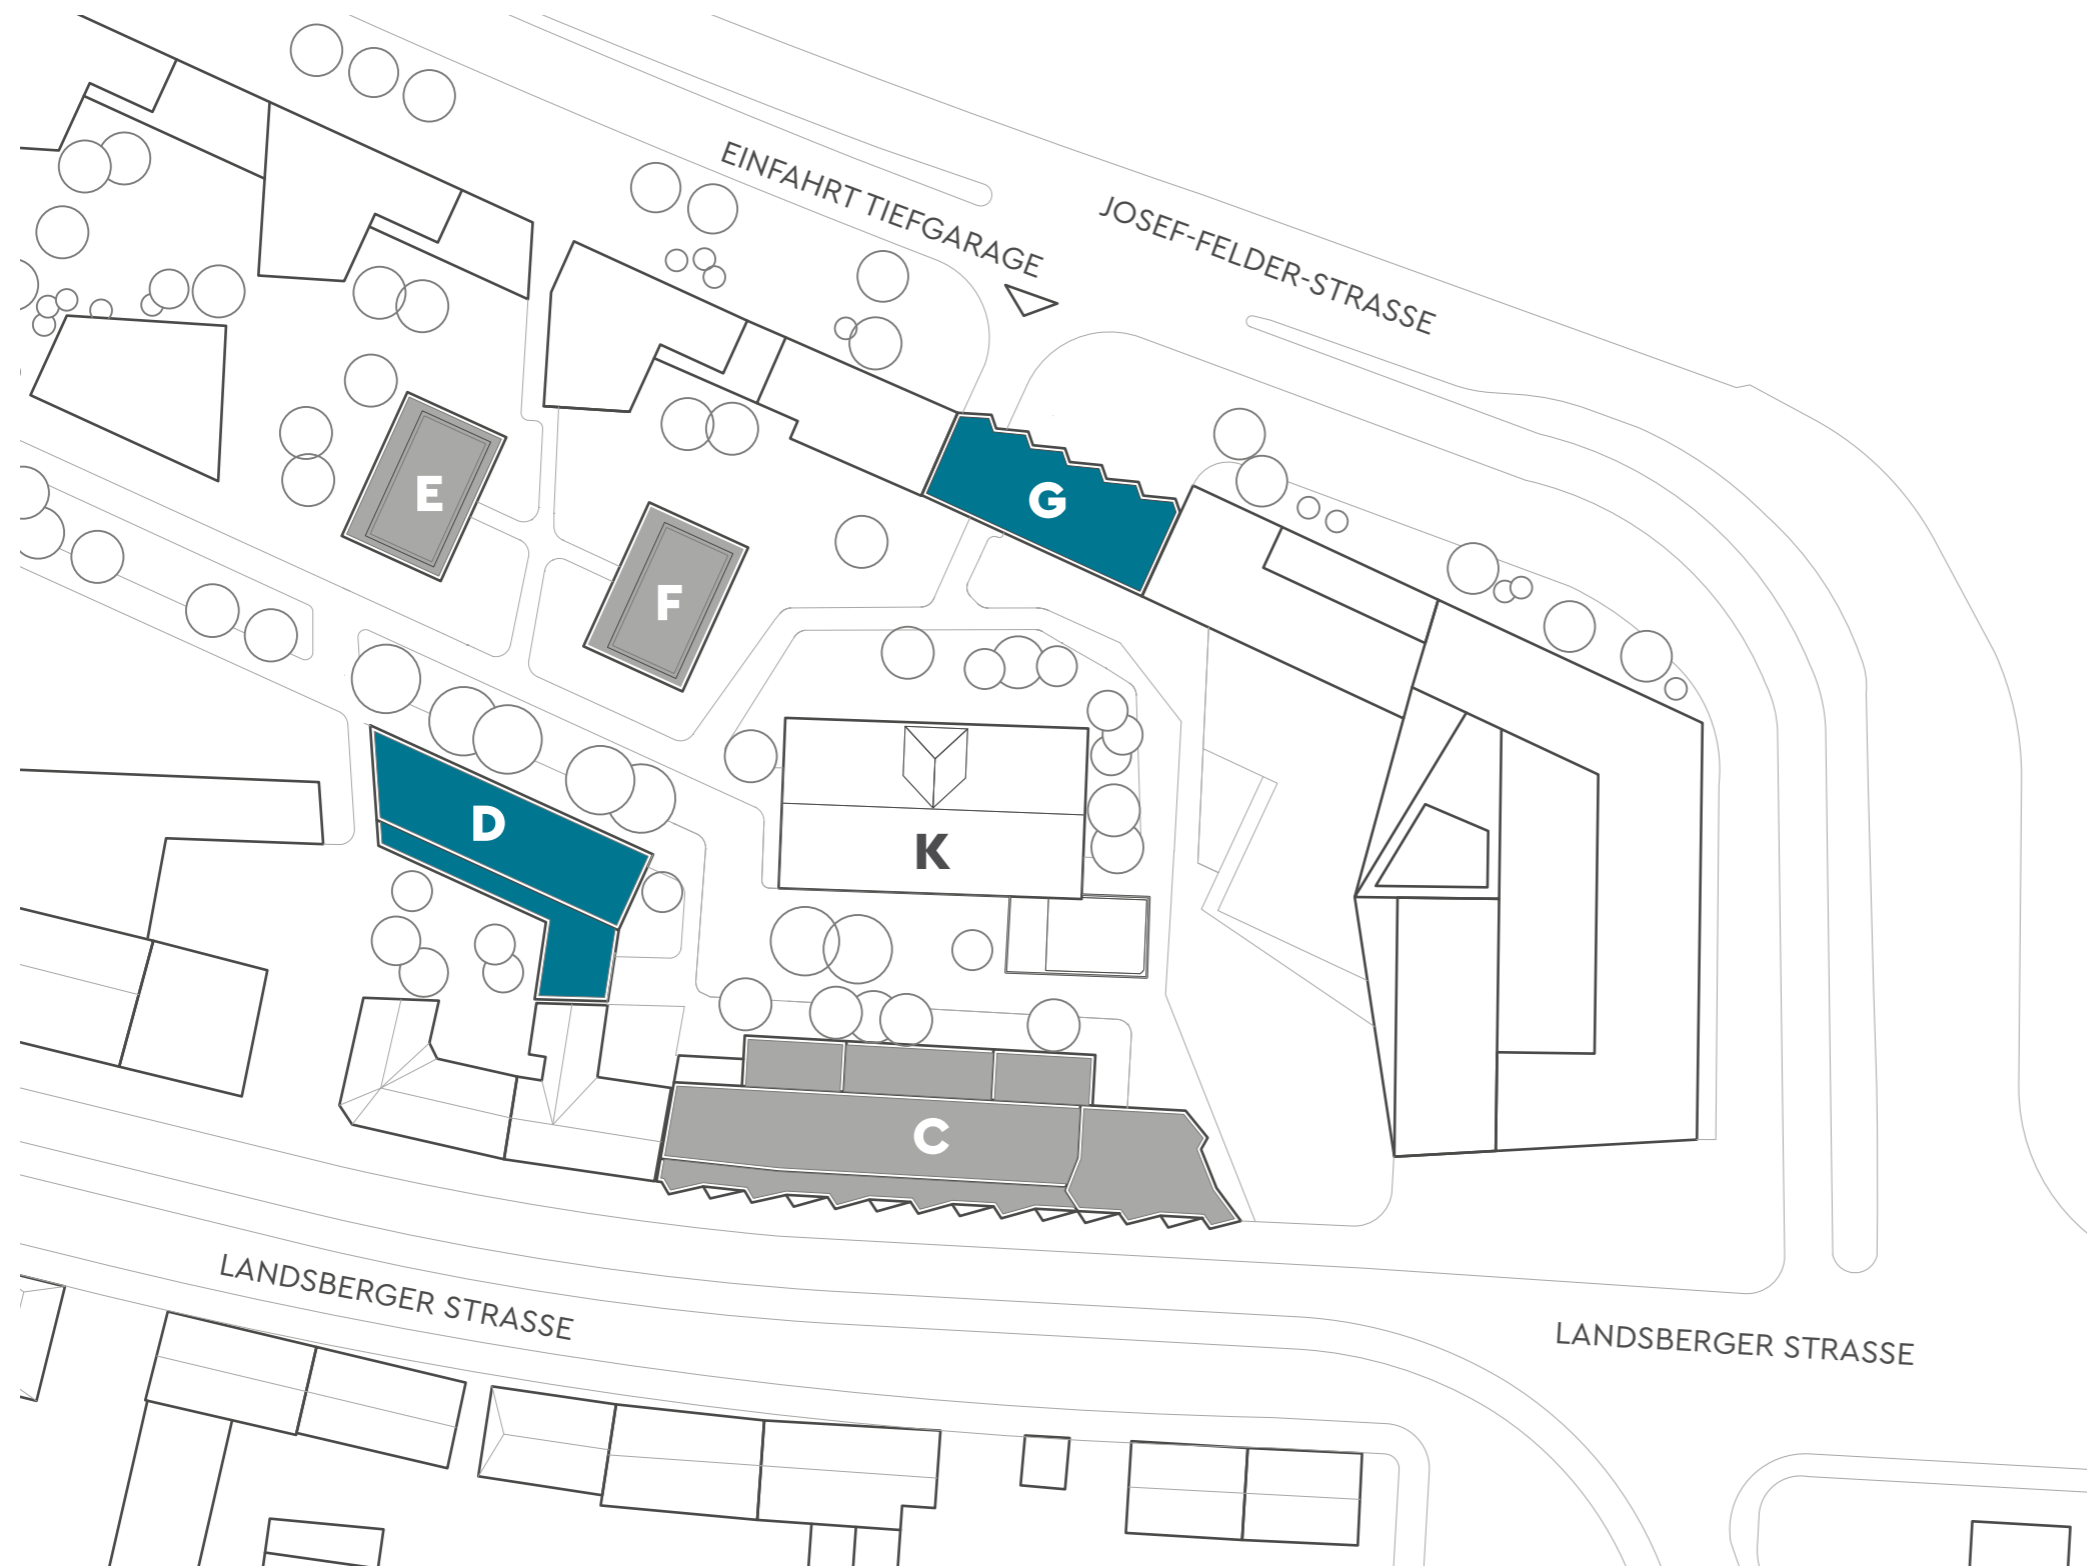 EINFAHRT TIEFGARAGE
JOSEF-FELDER-STRASSE
E
G
F
D
K
C
LANDSBERGER STRASSE
LANDSBERGER STRASSE